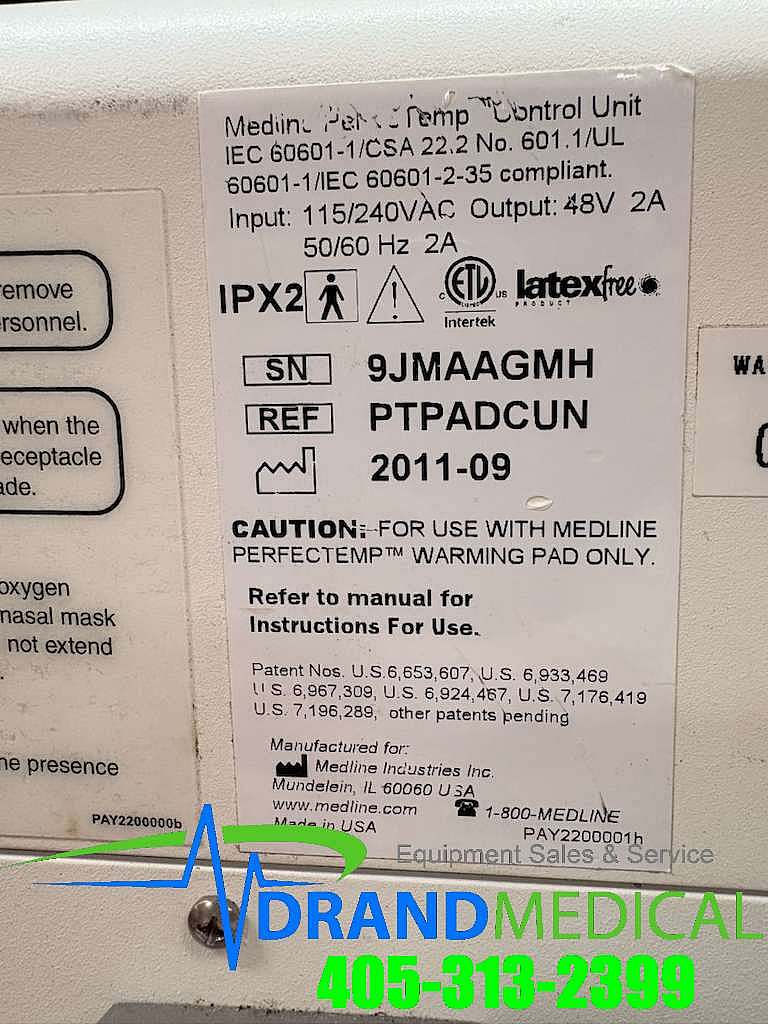 Medline Temp™ Control Unit
IEC 60601-1/CSA 22.2 No. 601.1/UL
60601-1/IEC 60601-2-35 compliant.
Input: 115/240VAC Output: 48V 2A
50/60 Hz 2A
IPX2
ETL
C US
Intertek
latexfree
PRODUCT
SN 9JMAAGMH
REF PTPADCUN
2011-09
CAUTION: FOR USE WITH MEDLINE
PERFECTEMP™ WARMING PAD ONLY.
Refer to manual for
Instructions For Use.
Patent Nos. U.S.6,653,607, U.S. 6,933,469
U.S. 6,967,309, U.S. 6,924,467, U.S. 7,176,419
U.S. 7,196,289, other patents pending
Manufactured for:
Medline Industries Inc.
Mundelein, IL 60060 USA
www.medline.com 1-800-MEDLINE
Made in USA
PAY2200001h
remove
ersonnel.
when the
eceptacle
ade.
oxygen
nasal mask
not extend
he presence
PAY2200000b
WA
Equipment Sales & Service
DRANDMEDICAL
405-313-2399